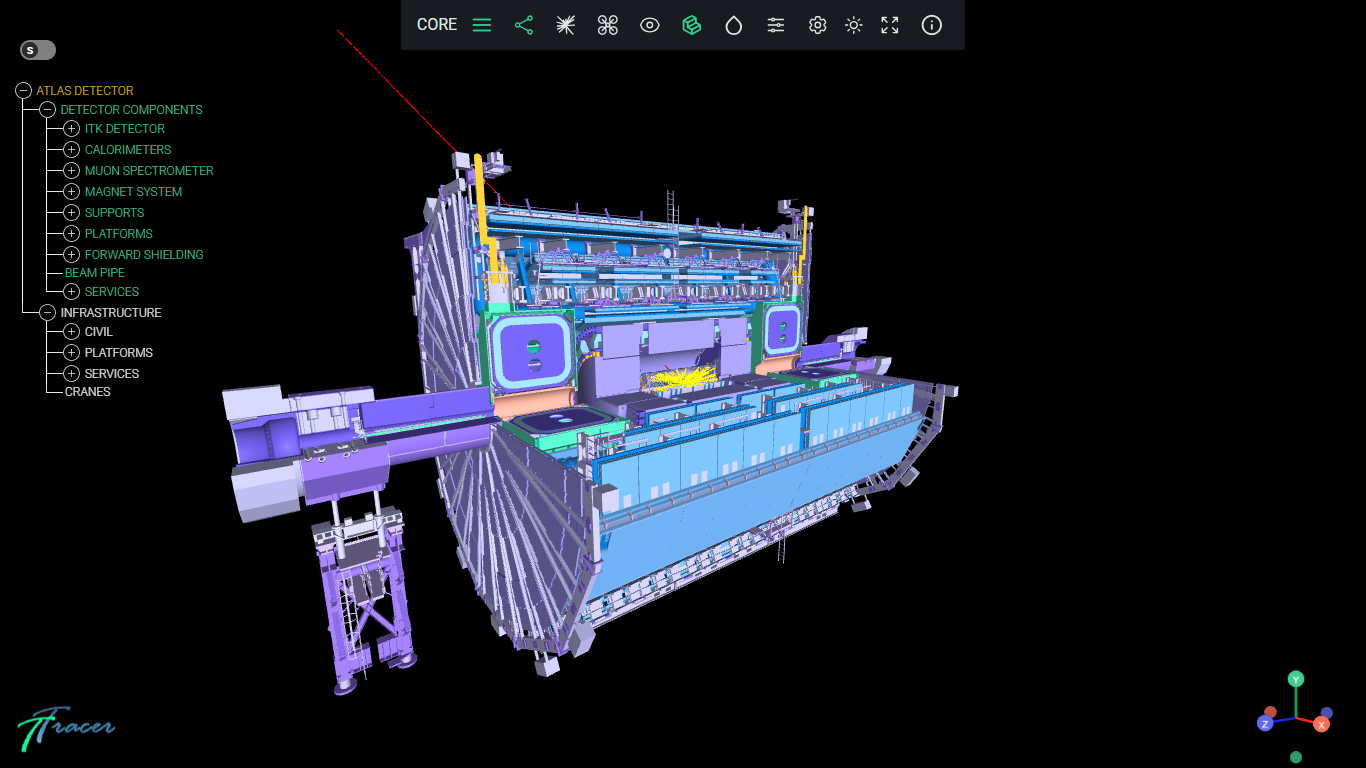 CORE
S
ATLAS DETECTOR
DETECTOR COMPONENTS
ITK DETECTOR
CALORIMETERS
MUON SPECTROMETER
MAGNET SYSTEM
SUPPORTS
PLATFORMS
FORWARD SHIELDING
BEAM PIPE
SERVICES
INFRASTRUCTURE
CIVIL
PLATFORMS
SERVICES
CRANES
Tracer
Y
Z
X